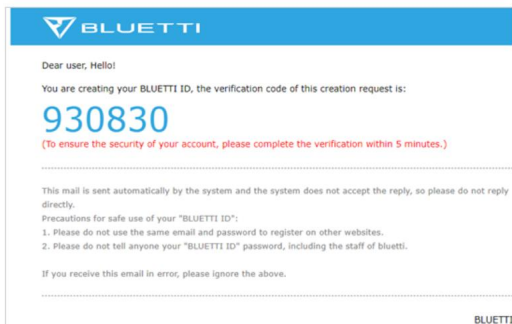 BLUETTI
Dear user, Hello!
You are creating your BLUETTI ID, the verification code of this creation request is:
930830
(To ensure the security of your account, please complete the verification within 5 minutes.)
This mail is sent automatically by the system and the system does not accept the reply, so please do not reply
directly.
Precautions for safe use of your "BLUETTI ID":
1. Please do not use the same email and password to register on other websites.
2. Please do not tell anyone your "BLUETTI ID" password, including the staff of bluetti.
If you receive this email in error, please ignore the above.
BLUETTI